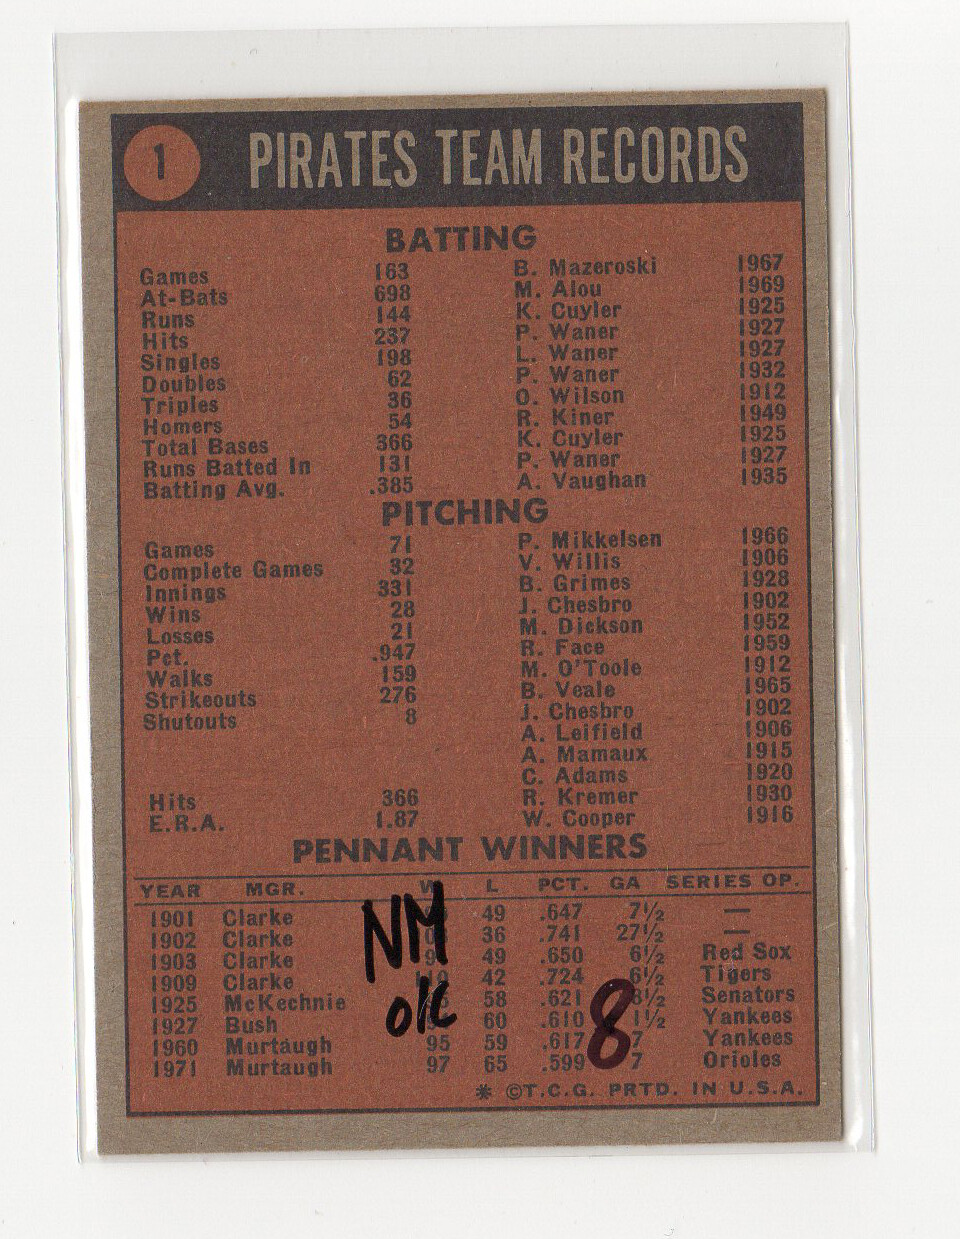 1 PIRATES TEAM RECORDS
BATTING
Games 163 B. Mazeroski 1967
At-Bats 698 M. Alou 1969
Runs 144 K. Cuyler 1925
Hits 237 P. Waner 1927
Singles 198 L. Waner 1927
Doubles 62 P. Waner 1932
Triples 36 O. Wilson 1912
Homers 54 R. Kiner 1949
Total Bases 366 K. Cuyler 1925
Runs Batted In 131 P. Waner 1927
Batting Avg. .385 A. Vaughan 1935
PITCHING
Games 71 P. Mikkelsen 1966
Complete Games 32 V. Willis 1906
Innings 331 B. Grimes 1928
Wins 28 J. Chesbro 1902
Losses 21 M. Dickson 1952
Pct. .947 R. Face 1959
Walks 159 M. O'Toole 1912
Strikeouts 276 B. Veale 1965
Shutouts 8 J. Chesbro 1902
A. Leifield 1906
A. Mamaux 1915
C. Adams 1920
Hits 366 R. Kremer 1930
E.R.A. 1.87 W. Cooper 1916
PENNANT WINNERS
YEAR MGR. W L PCT. GA SERIES OP.
1901 Clarke 49 .647 7½ —
1902 Clarke 36 .741 27½ —
1903 Clarke 49 .650 6½ Red Sox
1909 Clarke 42 .724 6½ Tigers
1925 McKechnie 58 .621 8½ Senators
1927 Bush 60 .610 1½ Yankees
1960 Murtaugh 95 59 .617 7 Yankees
1971 Murtaugh 97 65 .599 7 Orioles
* ©T.C.G. PRTD. IN U.S.A.
NM
ok
8